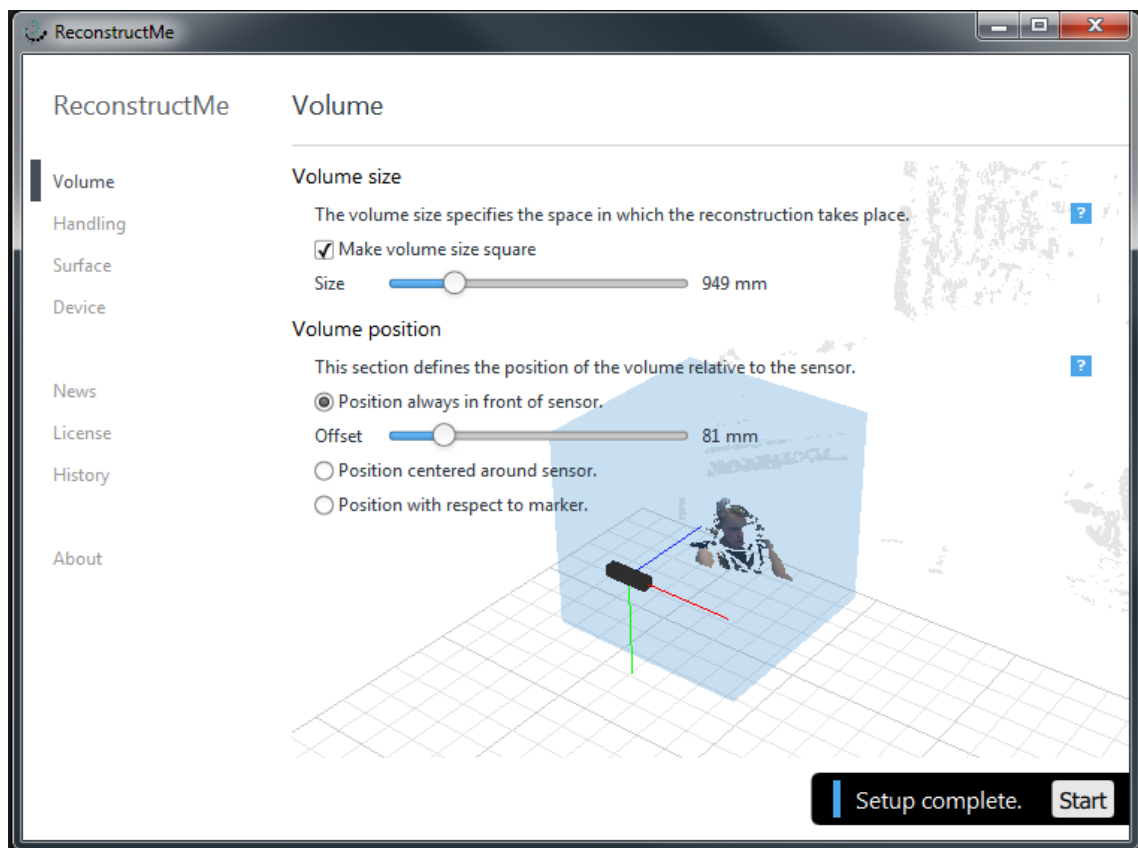 ReconstructMe
ReconstructMe
Volume
Volume
Handling
Surface
Device
News
License
History
About
Volume size
The volume size specifies the space in which the reconstruction takes place.
?
Make volume size square
Size 949 mm
Volume position
This section defines the position of the volume relative to the sensor.
?
Position always in front of sensor.
Offset 81 mm
Position centered around sensor.
Position with respect to marker.
Setup complete. Start